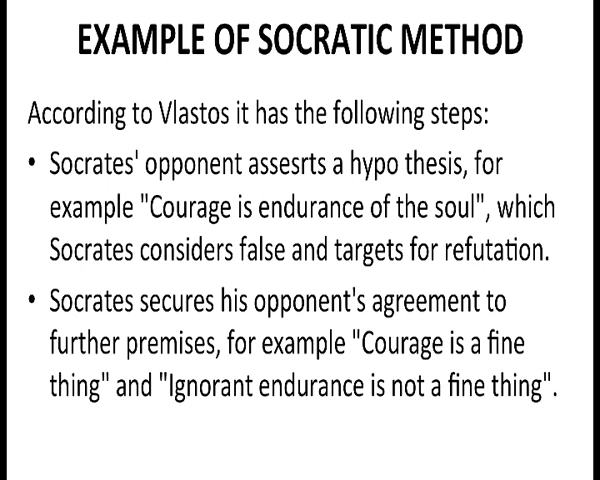 EXAMPLE OF SOCRATIC METHOD
According to Vlastos it has the following steps:
• Socrates' opponent assesrts a hypo thesis, for
example "Courage is endurance of the soul", which
Socrates considers false and targets for refutation.
• Socrates secures his opponent's agreement to
further premises, for example "Courage is a fine
thing" and "Ignorant endurance is not a fine thing".